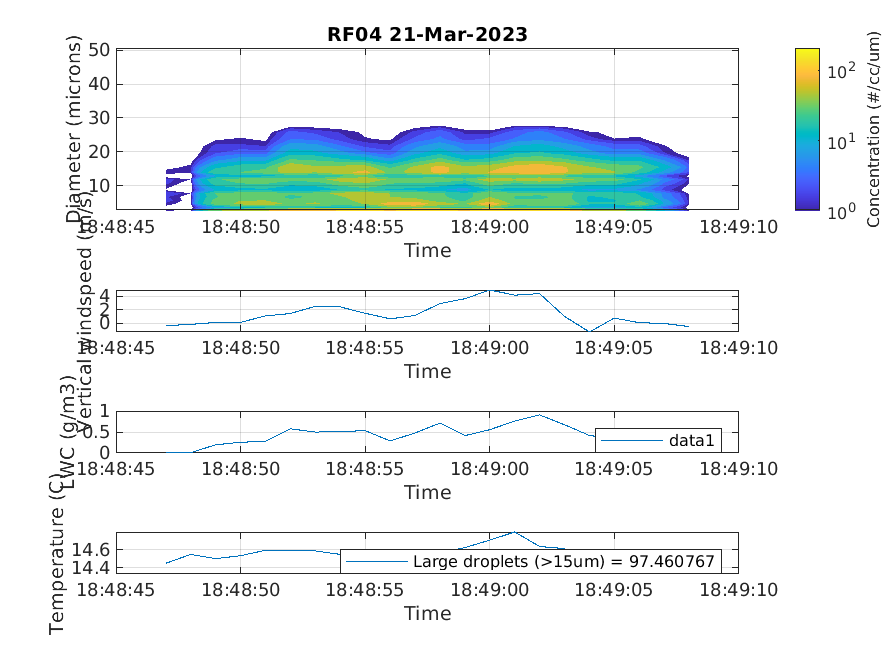 RF04 21-Mar-2023
Diameter (microns)
50
40
30
20
10
18:48:45 18:48:50 18:48:55 18:49:00 18:49:05 18:49:10
Time
10^2
10^1
10^0
Concentration (#/cc/um)
Vertical windspeed (m/s)
4
2
0
18:48:45 18:48:50 18:48:55 18:49:00 18:49:05 18:49:10
Time
LWC (g/m3)
1
0.5
0
data1
18:48:45 18:48:50 18:48:55 18:49:00 18:49:05 18:49:10
Time
Temperature (C)
14.6
14.4
Large droplets (>15um) = 97.460767
18:48:45 18:48:50 18:48:55 18:49:00 18:49:05 18:49:10
Time